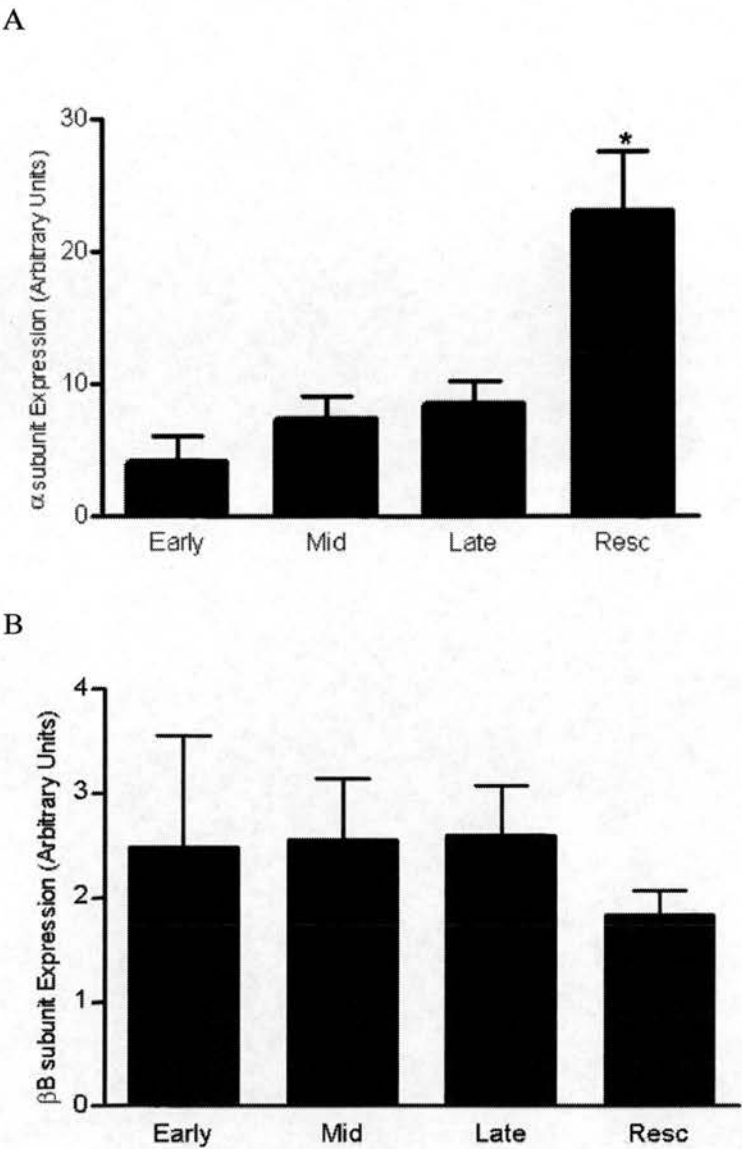 A
30
20
10
0
α subunit Expression (Arbitrary Units)
*
Early Mid Late Resc
B
4
3
2
1
0
βB subunit Expression (Arbitrary Units)
Early Mid Late Resc